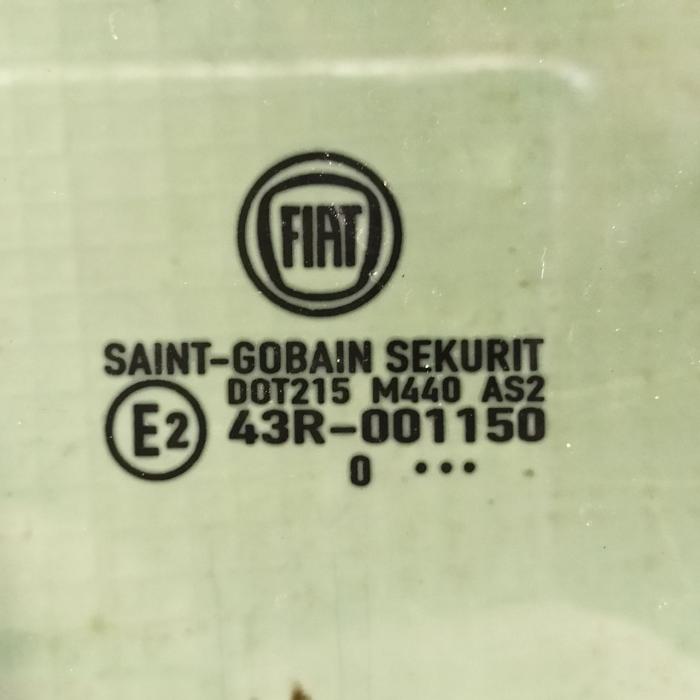 FIAT
SAINT-GOBAIN SEKURIT
DOT215 M440 AS2
E2 43R-001150
0 •••